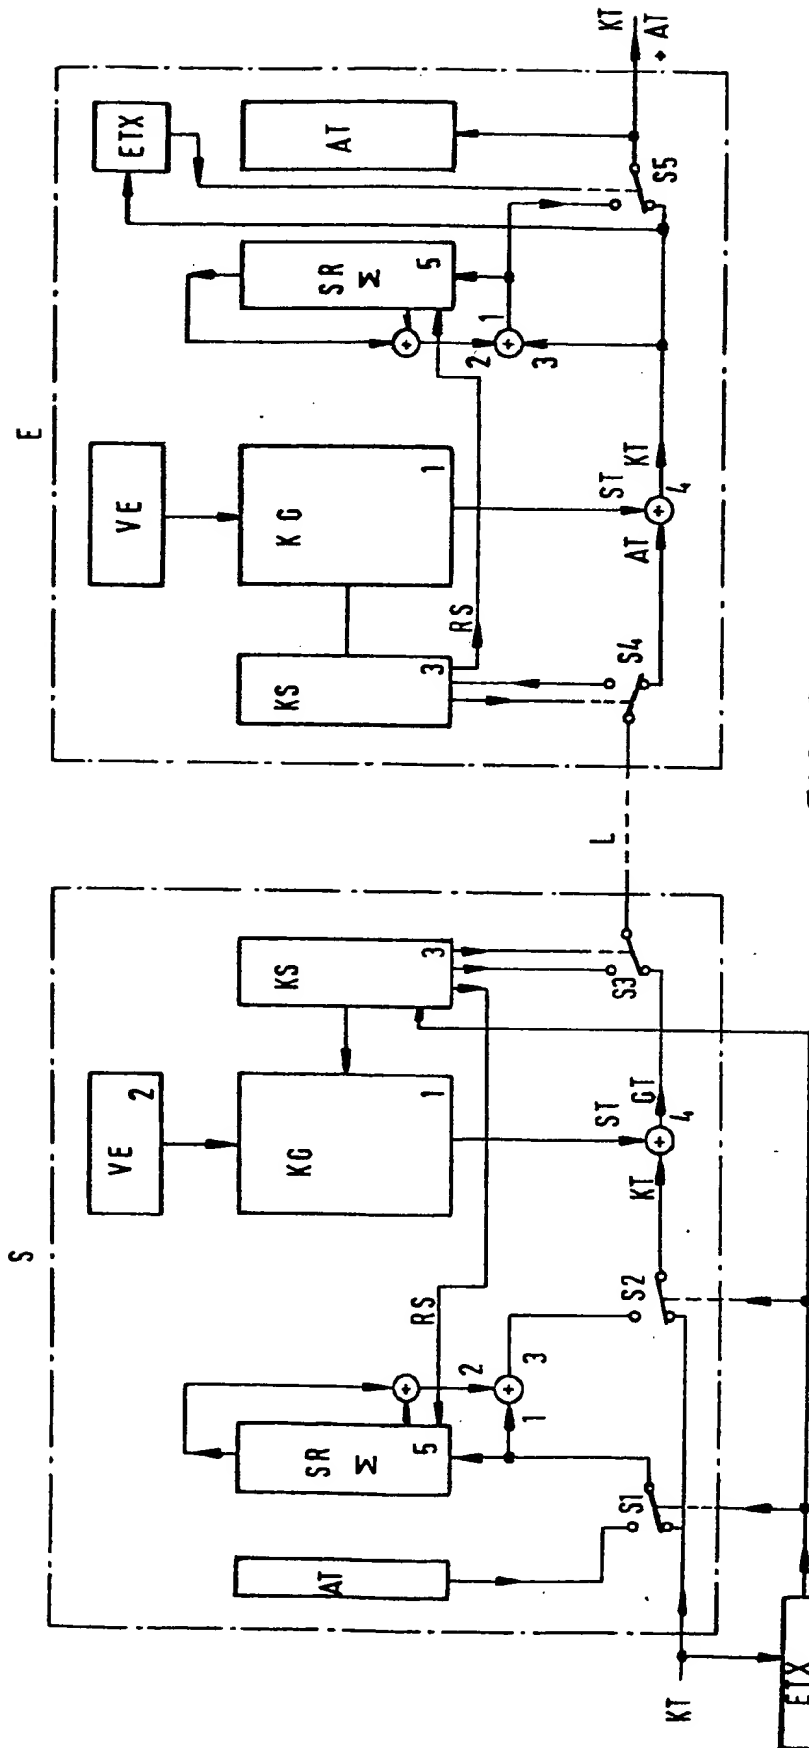 S
VE
2
KG
1
KS
3
SR
Σ
5
AT
RS
2
3
1
S1
S2
KT
ST
GT
4
S3
KT
ETX
L
E
VE
KG
1
KS
3
RS
S4
AT
ST
KT
4
SR
Σ
5
2
1
3
ETX
AT
S5
KT
+ AT